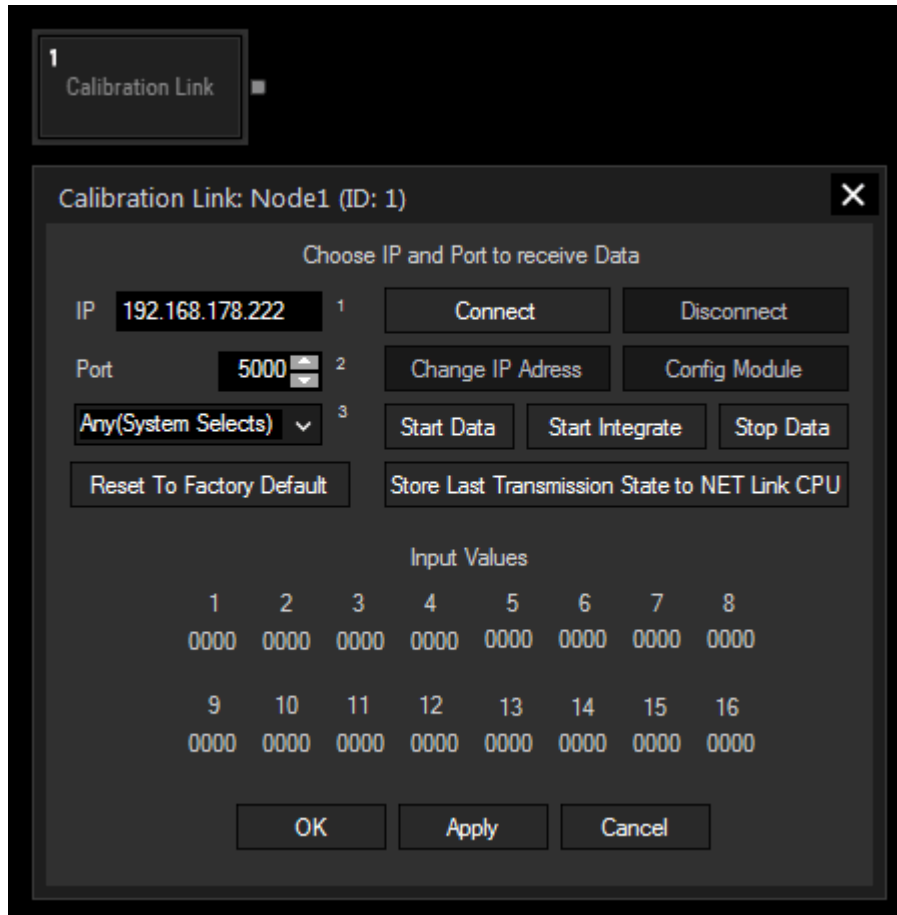 1
Calibration Link
Calibration Link: Node1 (ID: 1)
Choose IP and Port to receive Data
IP 192.168.178.222 1 Connect Disconnect
Port 5000 2 Change IP Adress Config Module
Any(System Selects) 3 Start Data Start Integrate Stop Data
Reset To Factory Default Store Last Transmission State to NET Link CPU
Input Values
1 2 3 4 5 6 7 8
0000 0000 0000 0000 0000 0000 0000 0000
9 10 11 12 13 14 15 16
0000 0000 0000 0000 0000 0000 0000 0000
OK Apply Cancel